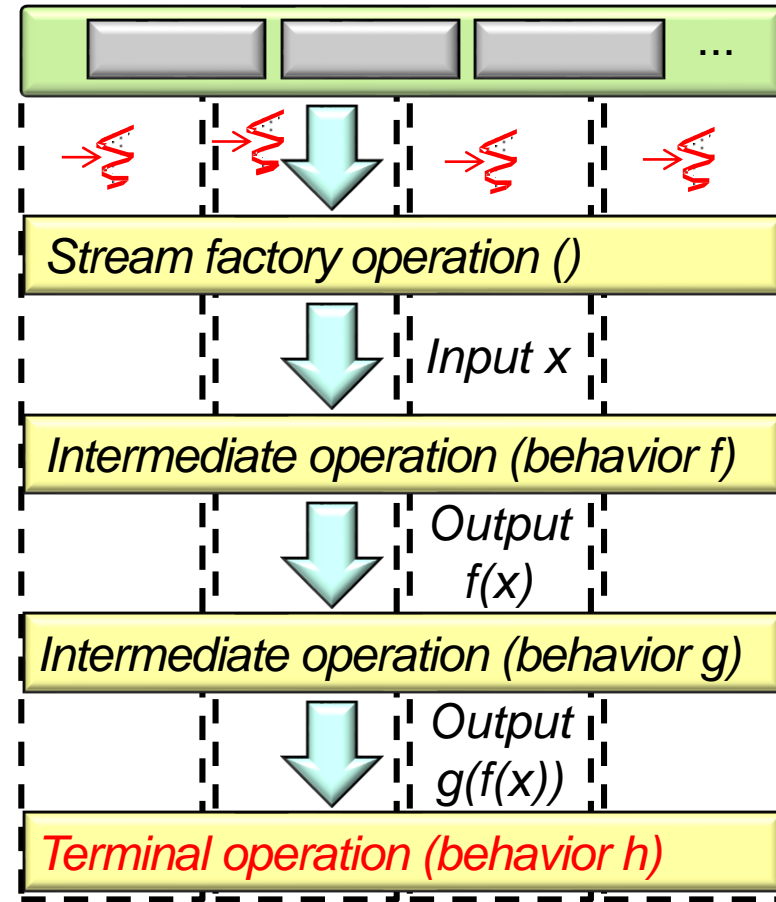 ...
Stream factory operation ()
Input x
Intermediate operation (behavior f)
Output
f(x)
Intermediate operation (behavior g)
Output
g(f(x))
Terminal operation (behavior h)